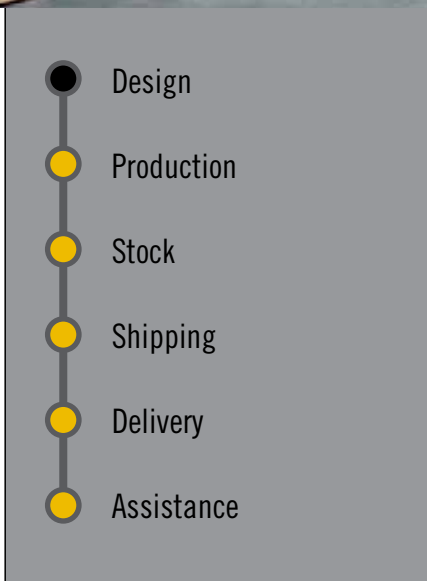 Design
Production
Stock
Shipping
Delivery
Assistance